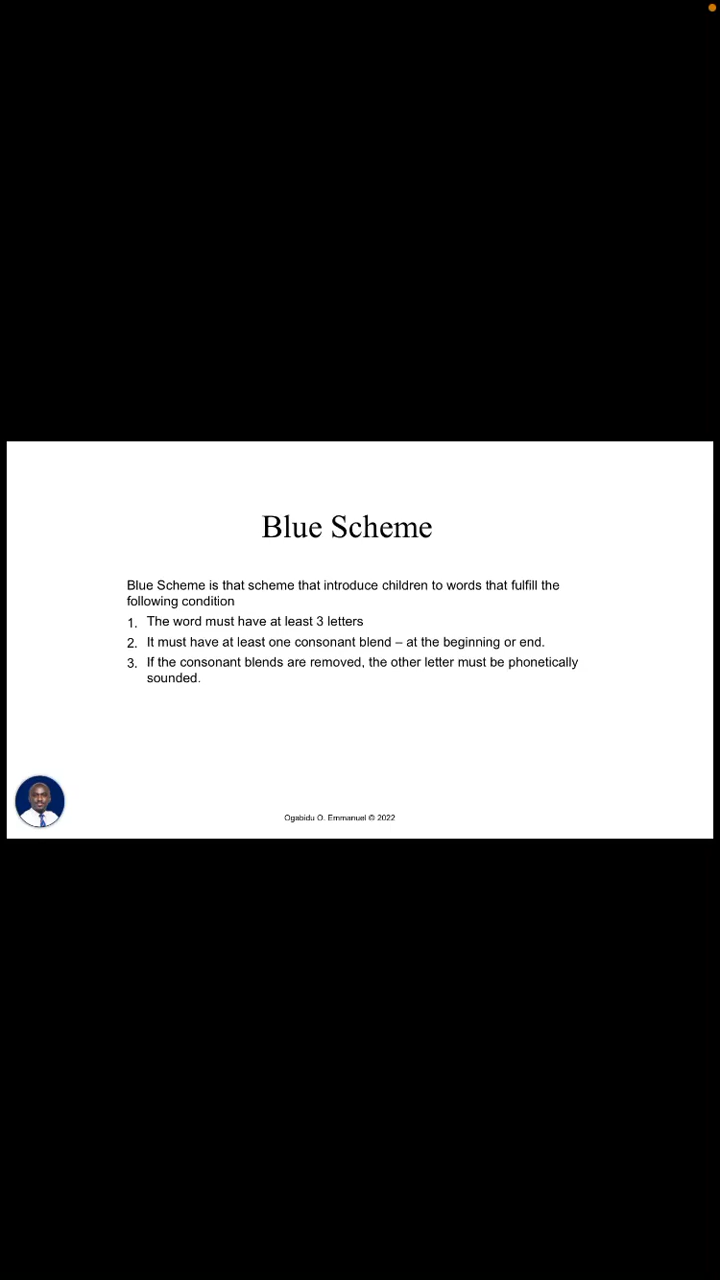 Blue Scheme
Blue Scheme is that scheme that introduce children to words that fulfill the
following condition
1. The word must have at least 3 letters
2. It must have at least one consonant blend – at the beginning or end.
3. If the consonant blends are removed, the other letter must be phonetically
sounded.
Ogabidu O. Emmanuel © 2022